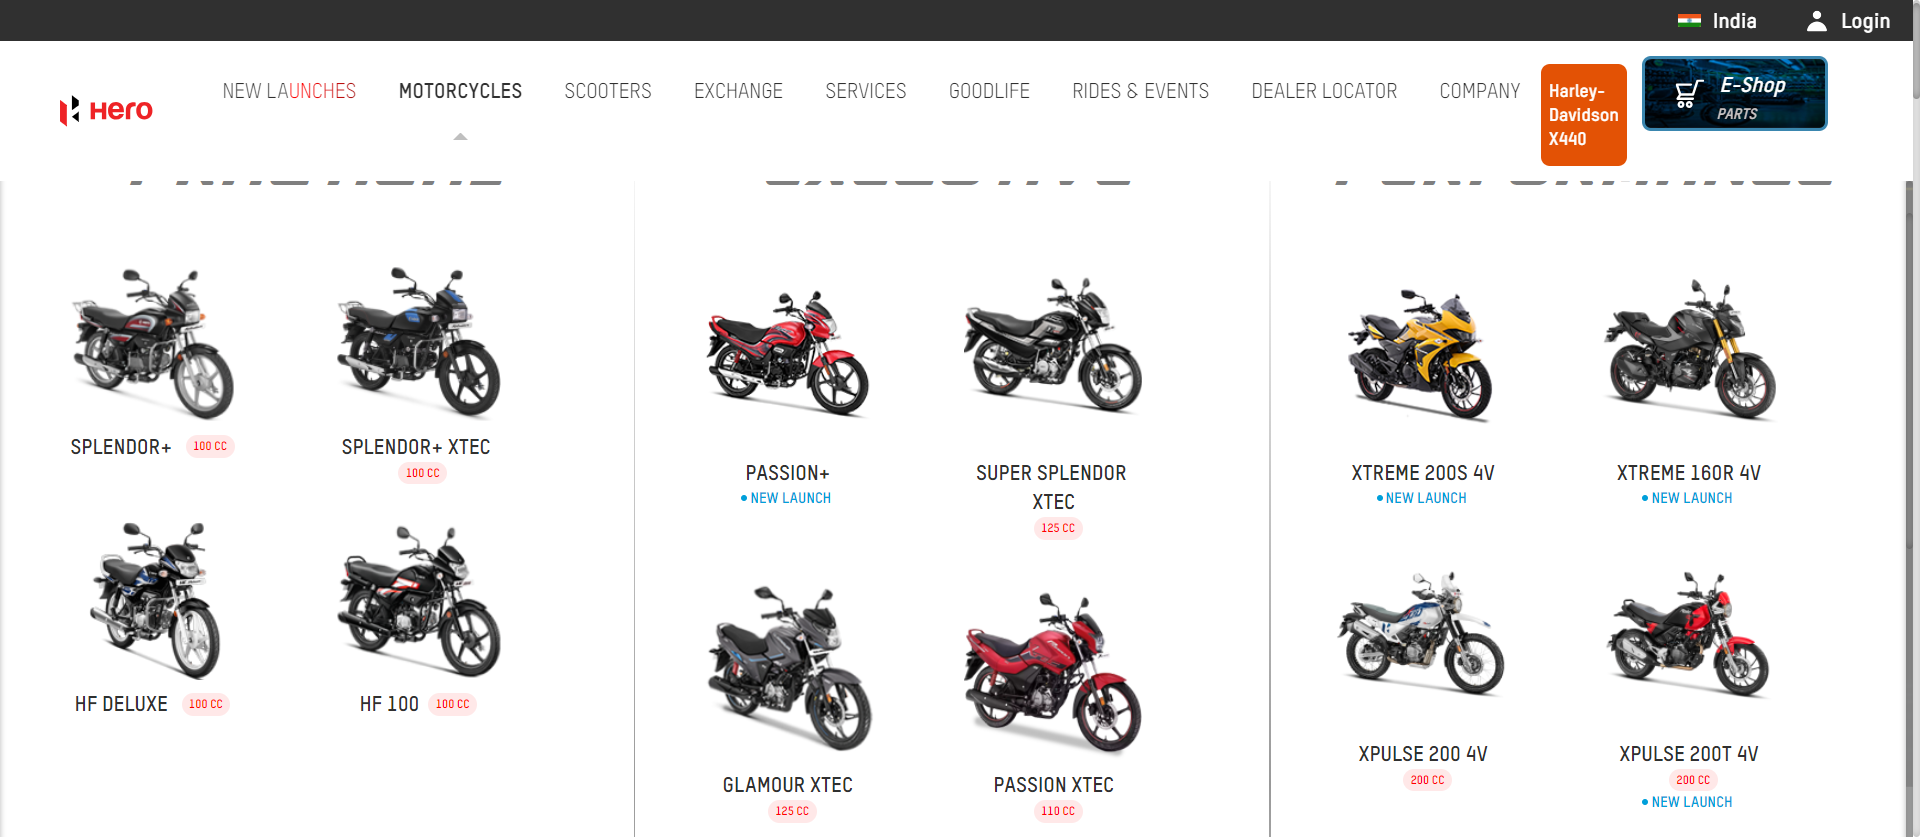 India
Login
Hero
NEW LAUNCHES
MOTORCYCLES
SCOOTERS
EXCHANGE
SERVICES
GOODLIFE
RIDES & EVENTS
DEALER LOCATOR
COMPANY
Harley-
Davidson
X440
E-Shop
PARTS
SPLENDOR+ 100 CC
SPLENDOR+ XTEC
100 CC
HF DELUXE 100 CC
HF 100 100 CC
PASSION+
• NEW LAUNCH
SUPER SPLENDOR
XTEC
125 CC
GLAMOUR XTEC
125 CC
PASSION XTEC
110 CC
XTREME 200S 4V
• NEW LAUNCH
XTREME 160R 4V
• NEW LAUNCH
XPULSE 200 4V
200 CC
XPULSE 200T 4V
200 CC
• NEW LAUNCH